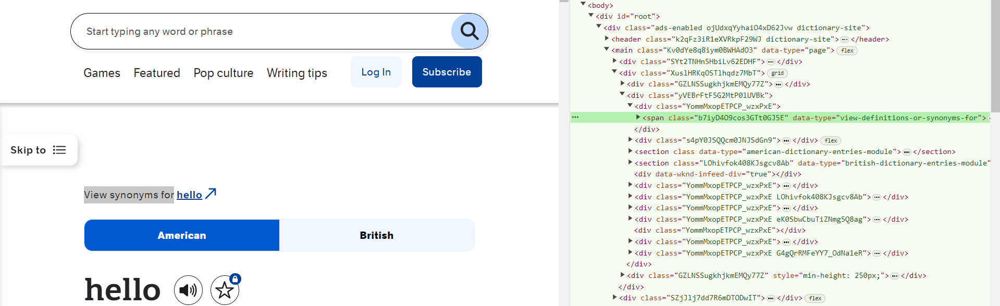 Start typing any word or phrase
Games Featured Pop culture Writing tips Log In Subscribe
Skip to
View synonyms for hello
American British
hello
<body>
<div id="root">
<div class="ads-enabled ojUdxqYyhaiO4xD62Jvw dictionary-site">
<header class="k2qFz3iR1eXVRkpF29WJ dictionary-site">…</header>
<main class="Kv0dYe8q8iym0BWHAdO3" data-type="page"> flex
<div class="SYt2TNHn5HbiLv62EDHF">…</div>
<div class="XuslHRKqOSTlhqdz7MbT"> grid
<div class="GZLNSSugkhjkmEMQy77Z">…</div>
<div class="yVEBrFtF5G2MtP0lUVBk">
<div class="YommMxopETPCP_wzxPxE">
<span class="b7iyD4O9cos3GTt0GJ5E" data-type="view-definitions-or-synonyms-for">
</div>
<div class="s4pY0JSQQcm0JNJSdGn9">…</div> flex
<section class data-type="american-dictionary-entries-module">…</section>
<section class="LOhivfok408KJsgcv8Ab" data-type="british-dictionary-entries-module"
<div data-wknd-infeed-div="true"></div>
<div class="YommMxopETPCP_wzxPxE">…</div>
<div class="YommMxopETPCP_wzxPxE LOhivfok408KJsgcv8Ab">…</div>
<div class="YommMxopETPCP_wzxPxE">…</div>
<div class="YommMxopETPCP_wzxPxE eK0SbwCbuTiZNmg5Q8ag">…</div>
<div class="YommMxopETPCP_wzxPxE"></div>
<div class="YommMxopETPCP_wzxPxE">…</div>
<div class="YommMxopETPCP_wzxPxE G4gQrRMFeYY7_OdNa1eR">…</div>
</div>
<div class="GZLNSSugkhjkmEMQy77Z" style="min-height: 250px;">…</div>
</div>
<div class="SZjJlj7dd7R6mDTODwIT">…</div> flex